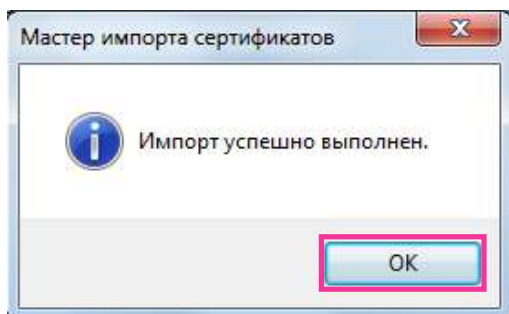 Мастер импорта сертификатов
Импорт успешно выполнен.
OK